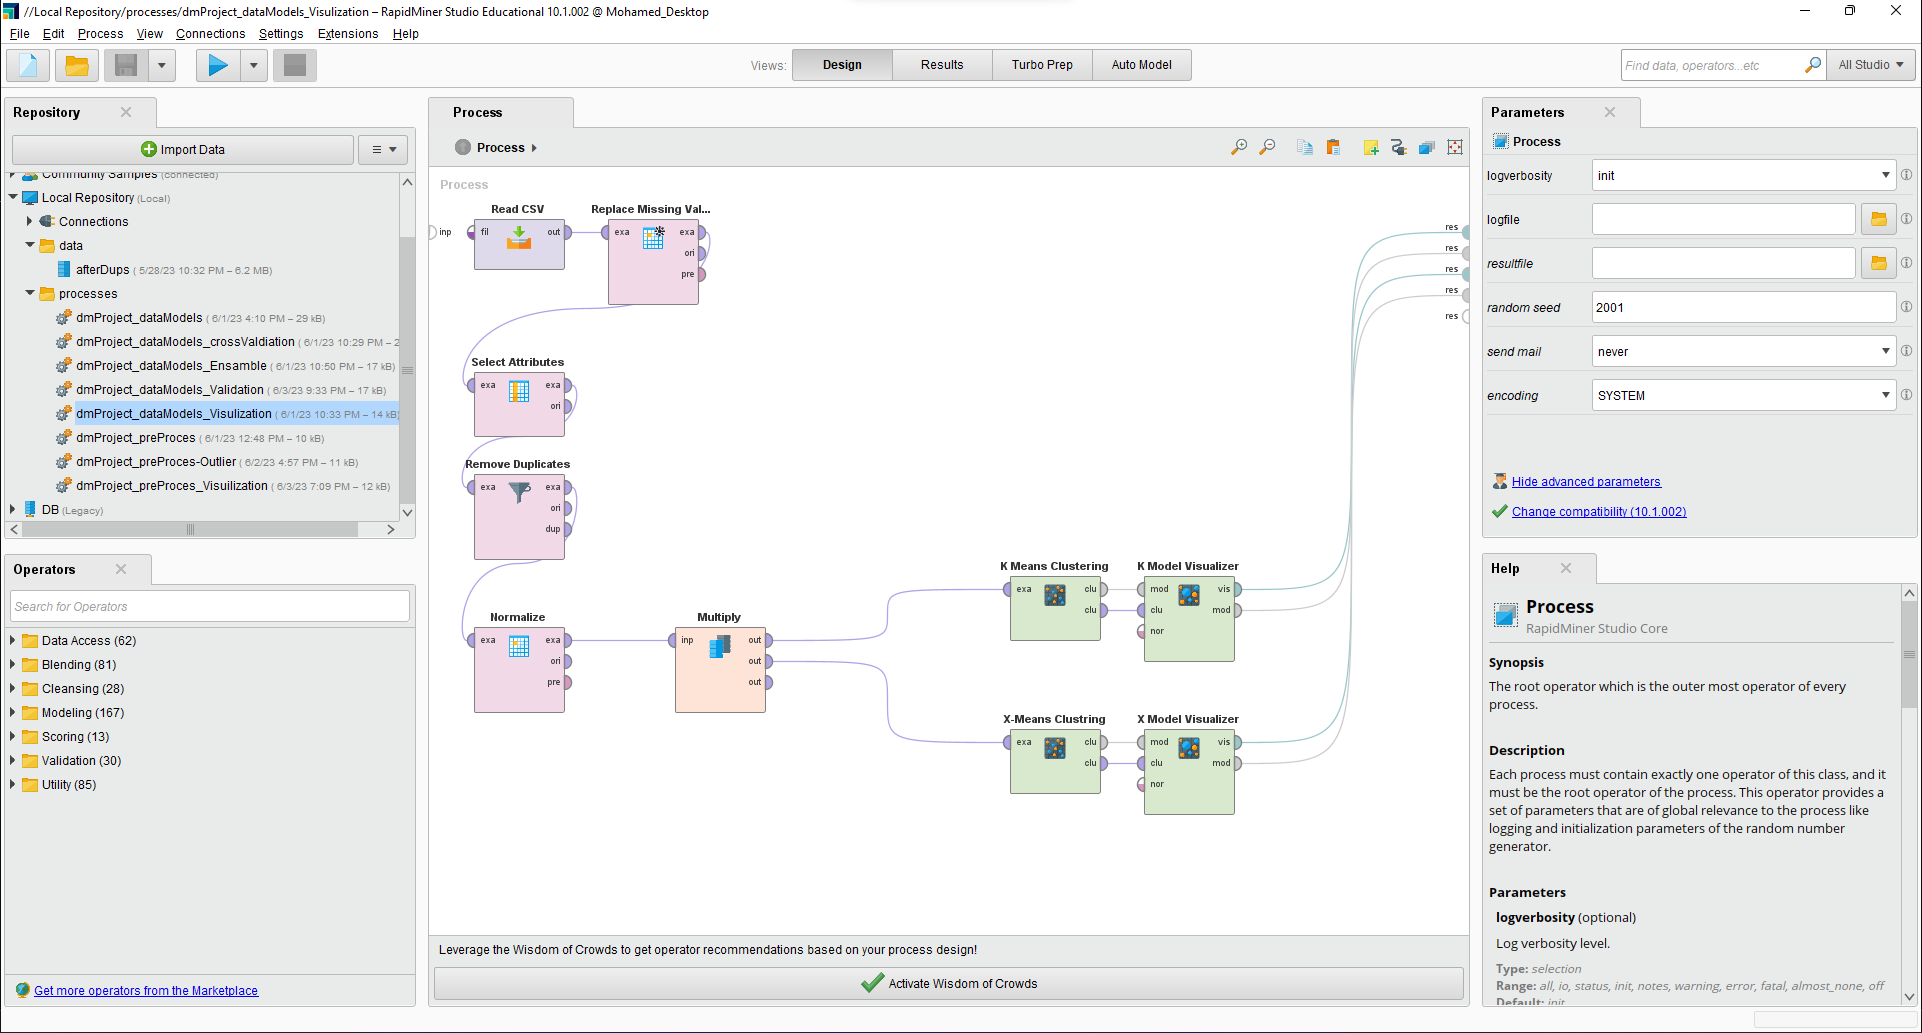 //Local Repository/processes/dmProject_dataModels_Visulization – RapidMiner Studio Educational 10.1.002 @ Mohamed_Desktop
File Edit Process View Connections Settings Extensions Help
Views: Design Results Turbo Prep Auto Model
Find data, operators...etc All Studio
Repository
Import Data
Community Samples (connected)
Local Repository (Local)
Connections
data
afterDups ( 5/28/23 10:32 PM – 6.2 MB)
processes
dmProject_dataModels ( 6/1/23 4:10 PM – 29 kB)
dmProject_dataModels_crossValdiation ( 6/1/23 10:29 PM – 2
dmProject_dataModels_Ensamble ( 6/1/23 10:50 PM – 17 kB)
dmProject_dataModels_Validation ( 6/3/23 9:33 PM – 17 kB)
dmProject_dataModels_Visulization ( 6/1/23 10:33 PM – 14 kB)
dmProject_preProces ( 6/1/23 12:48 PM – 10 kB)
dmProject_preProces-Outlier ( 6/2/23 4:57 PM – 11 kB)
dmProject_preProces_Visuilization ( 6/3/23 7:09 PM – 12 kB)
DB (Legacy)
Operators
Search for Operators
Data Access (62)
Blending (81)
Cleansing (28)
Modeling (167)
Scoring (13)
Validation (30)
Utility (85)
Get more operators from the Marketplace
Process
Process
Process
Read CSV
inp fil out
Replace Missing Val...
exa exa
ori
pre
res
res
res
res
res
Select Attributes
exa exa
ori
Remove Duplicates
exa exa
ori
dup
Normalize
exa exa
ori
pre
Multiply
inp out
out
out
K Means Clustering
exa clu
clu
K Model Visualizer
mod vis
clu mod
nor
X-Means Clustring
exa clu
clu
X Model Visualizer
mod vis
clu mod
nor
Leverage the Wisdom of Crowds to get operator recommendations based on your process design!
Activate Wisdom of Crowds
Parameters
Process
logverbosity init
logfile
resultfile
random seed 2001
send mail never
encoding SYSTEM
Hide advanced parameters
Change compatibility (10.1.002)
Help
Process
RapidMiner Studio Core
Synopsis
The root operator which is the outer most operator of every
process.
Description
Each process must contain exactly one operator of this class, and it
must be the root operator of the process. This operator provides a
set of parameters that are of global relevance to the process like
logging and initialization parameters of the random number
generator.
Parameters
logverbosity (optional)
Log verbosity level.
Type: selection
Range: all, io, status, init, notes, warning, error, fatal, almost_none, off
Default: init